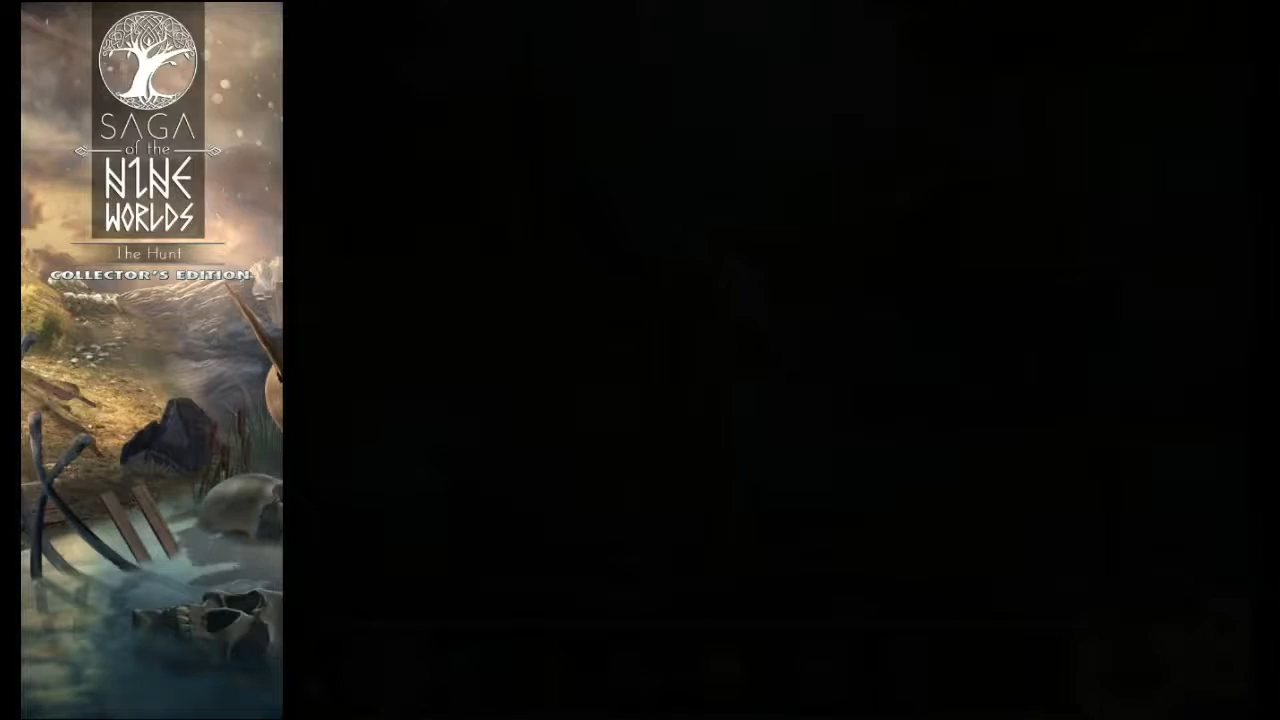 SAGA
of the
NINE
WORLDS
The Hunt
COLLECTOR'S EDITION